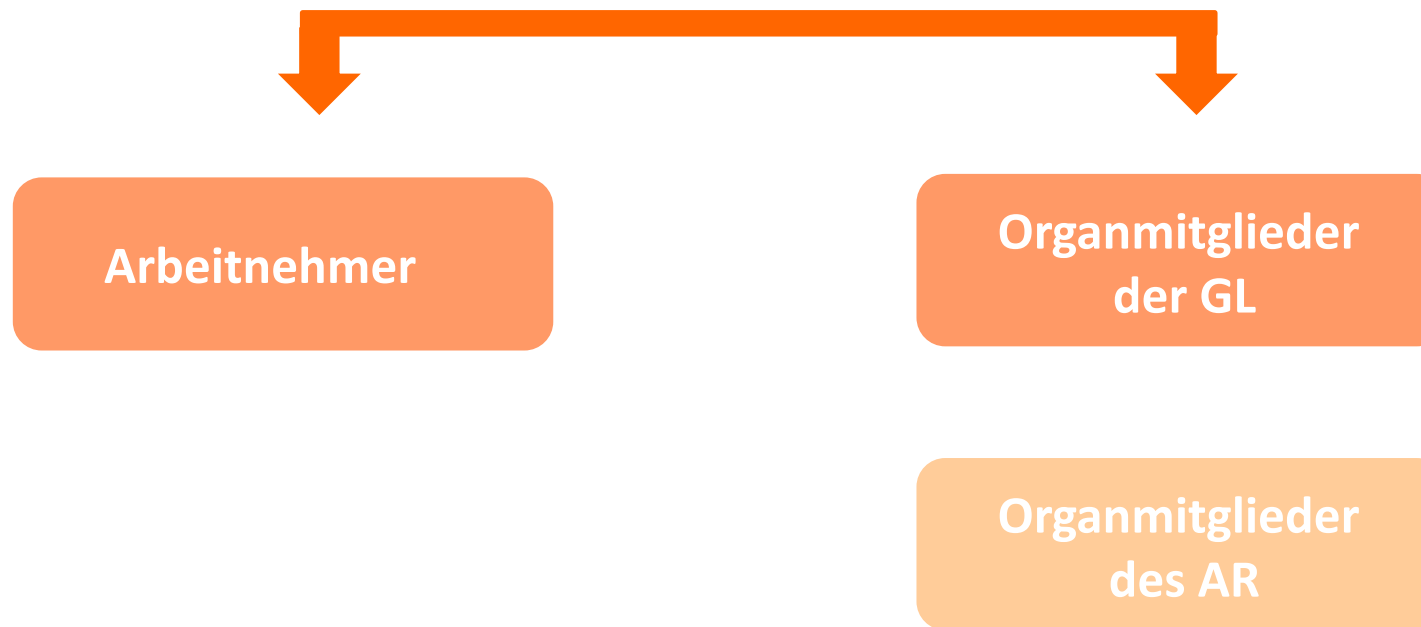 Arbeitnehmer
Organmitglieder
der GL
Organmitglieder
des AR